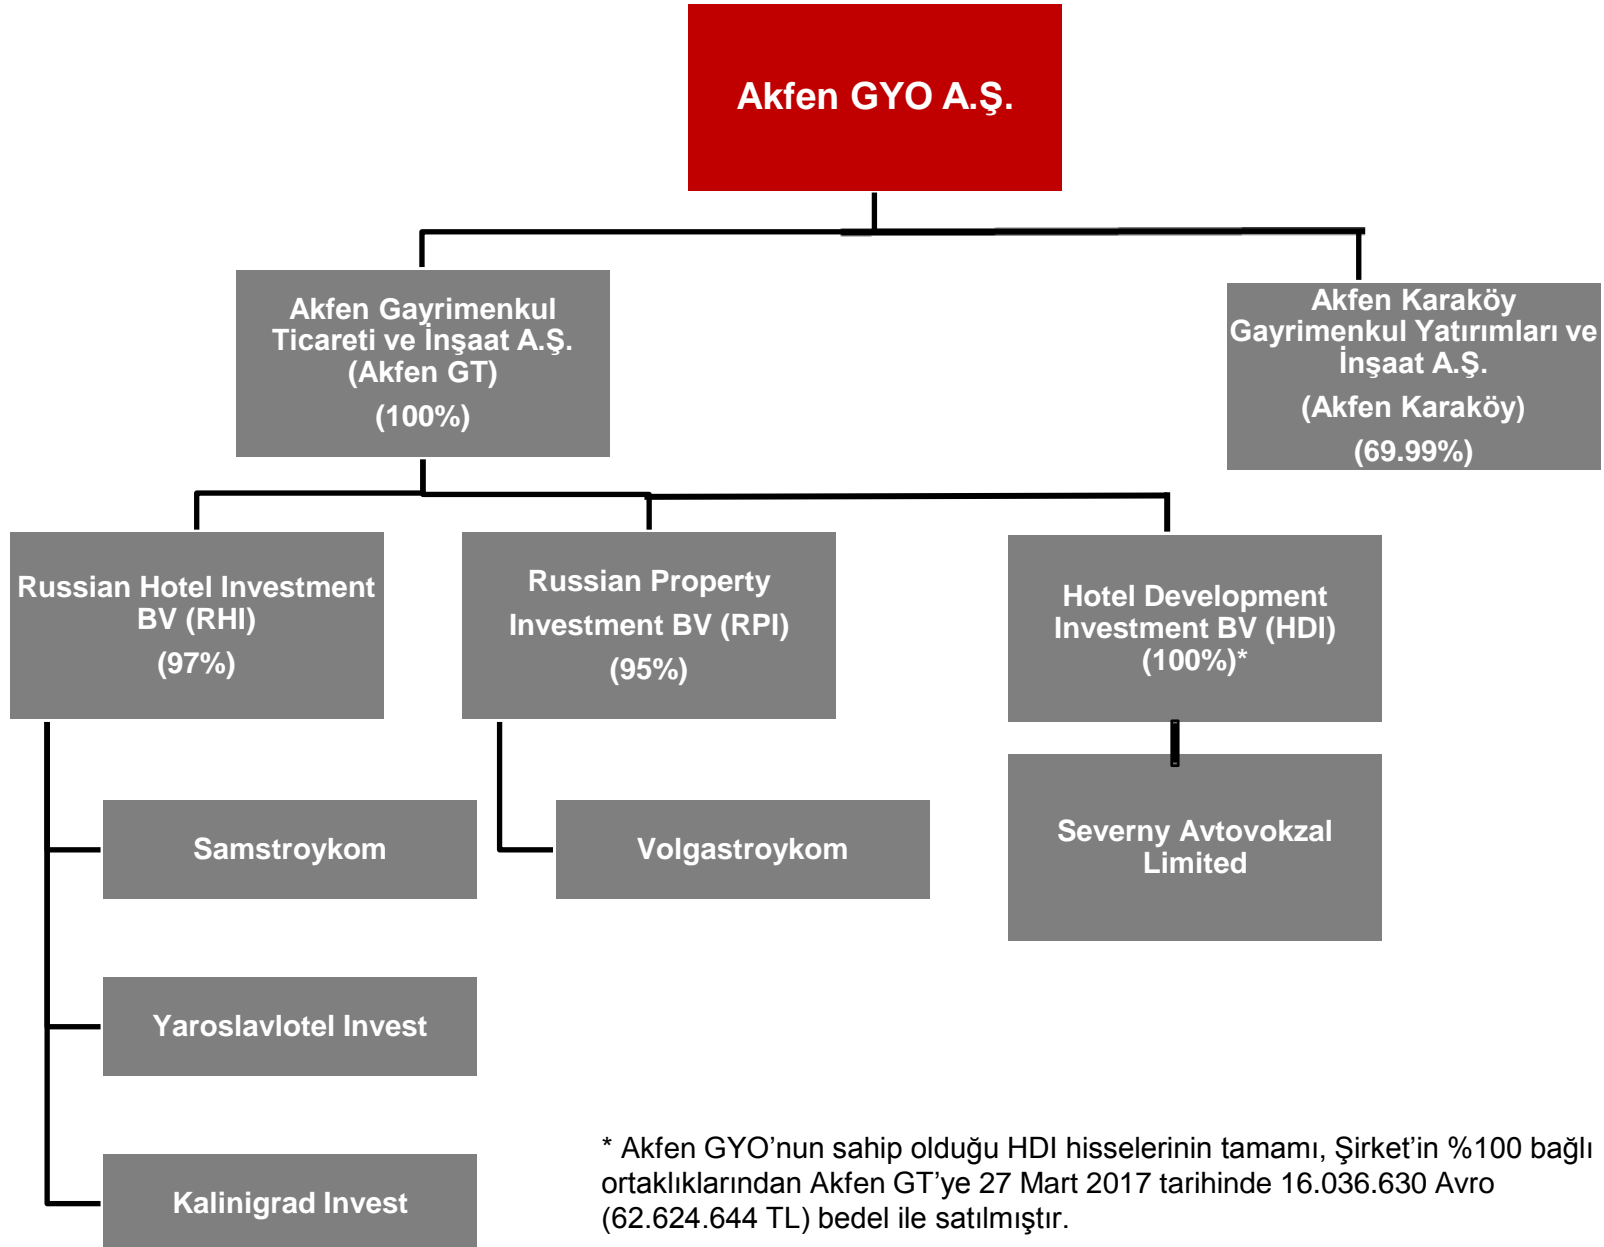 Akfen GYO A.Ş.
Akfen Gayrimenkul
Ticareti ve İnşaat A.Ş.
(Akfen GT)
(100%)
Akfen Karaköy
Gayrimenkul Yatırımları ve
İnşaat A.Ş.
(Akfen Karaköy)
(69.99%)
Russian Hotel Investment
BV (RHI)
(97%)
Russian Property
Investment BV (RPI)
(95%)
Hotel Development
Investment BV (HDI)
(100%)*
Samstroykom
Volgastroykom
Severny Avtovokzal
Limited
Yaroslavlotel Invest
Kalinigrad Invest
* Akfen GYO’nun sahip olduğu HDI hisselerinin tamamı, Şirket’in %100 bağlı
ortaklıklarından Akfen GT’ye 27 Mart 2017 tarihinde 16.036.630 Avro
(62.624.644 TL) bedel ile satılmıştır.